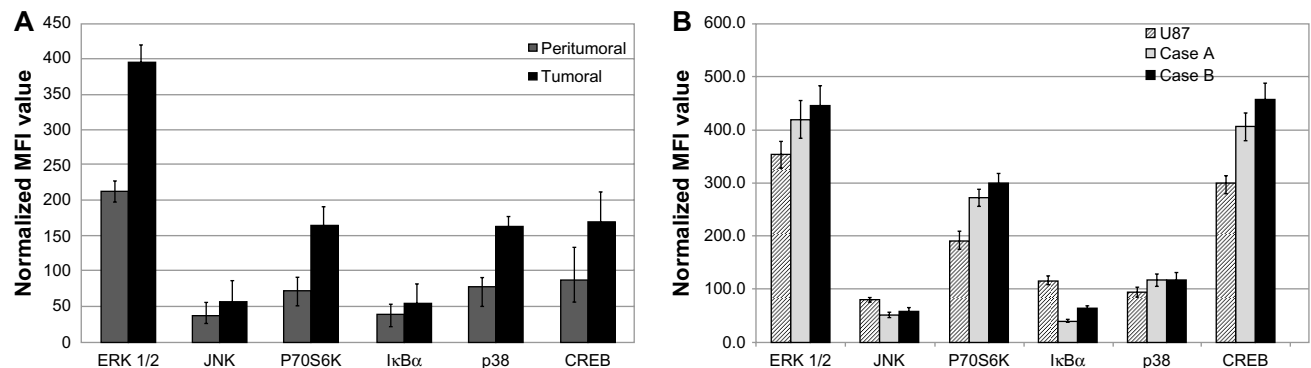 A
Normalized MFI value
450
400
350
300
250
200
150
100
50
0
Peritumoral
Tumoral
ERK 1/2 JNK P70S6K IκBα p38 CREB
B
Normalized MFI value
600.0
500.0
400.0
300.0
200.0
100.0
0.0
U87
Case A
Case B
ERK 1/2 JNK P70S6K IκBα p38 CREB